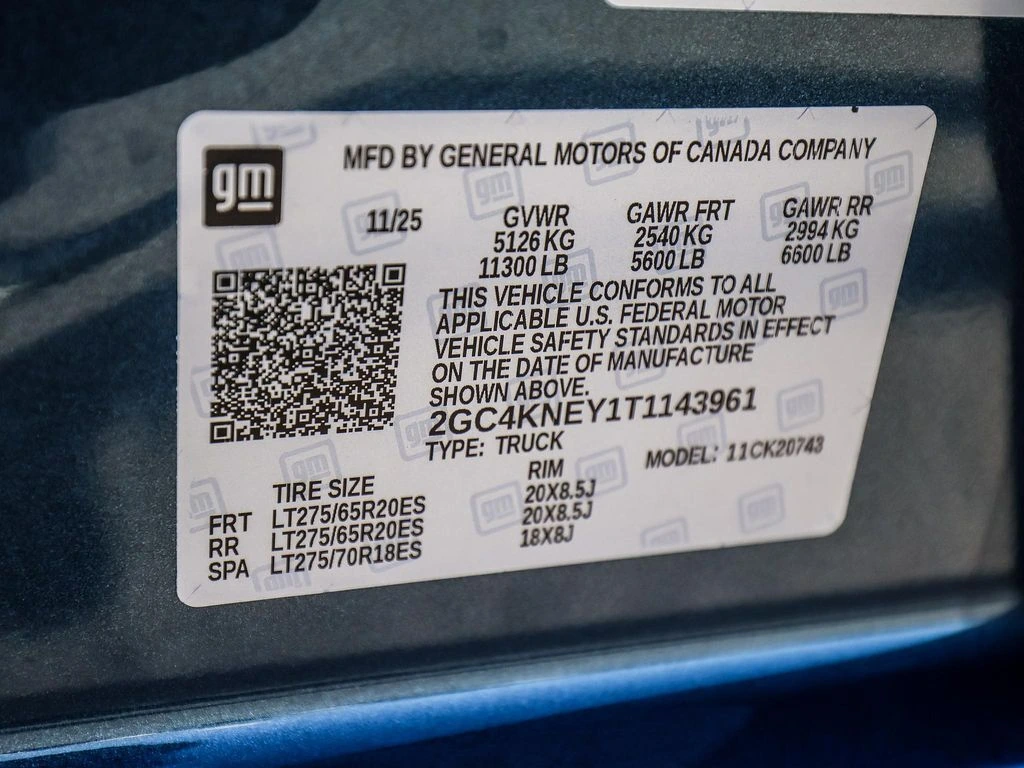 gm
MFD BY GENERAL MOTORS OF CANADA COMPANY
11/25
GVWR GAWR FRT GAWR RR
5126 KG 2540 KG 2994 KG
11300 LB 5600 LB 6600 LB
THIS VEHICLE CONFORMS TO ALL
APPLICABLE U.S. FEDERAL MOTOR
VEHICLE SAFETY STANDARDS IN EFFECT
ON THE DATE OF MANUFACTURE
SHOWN ABOVE.
2GC4KNEY1T1143961
TYPE: TRUCK MODEL: 11CK20743
TIRE SIZE RIM
FRT LT275/65R20ES 20X8.5J
RR LT275/65R20ES 20X8.5J
SPA LT275/70R18ES 18X8J